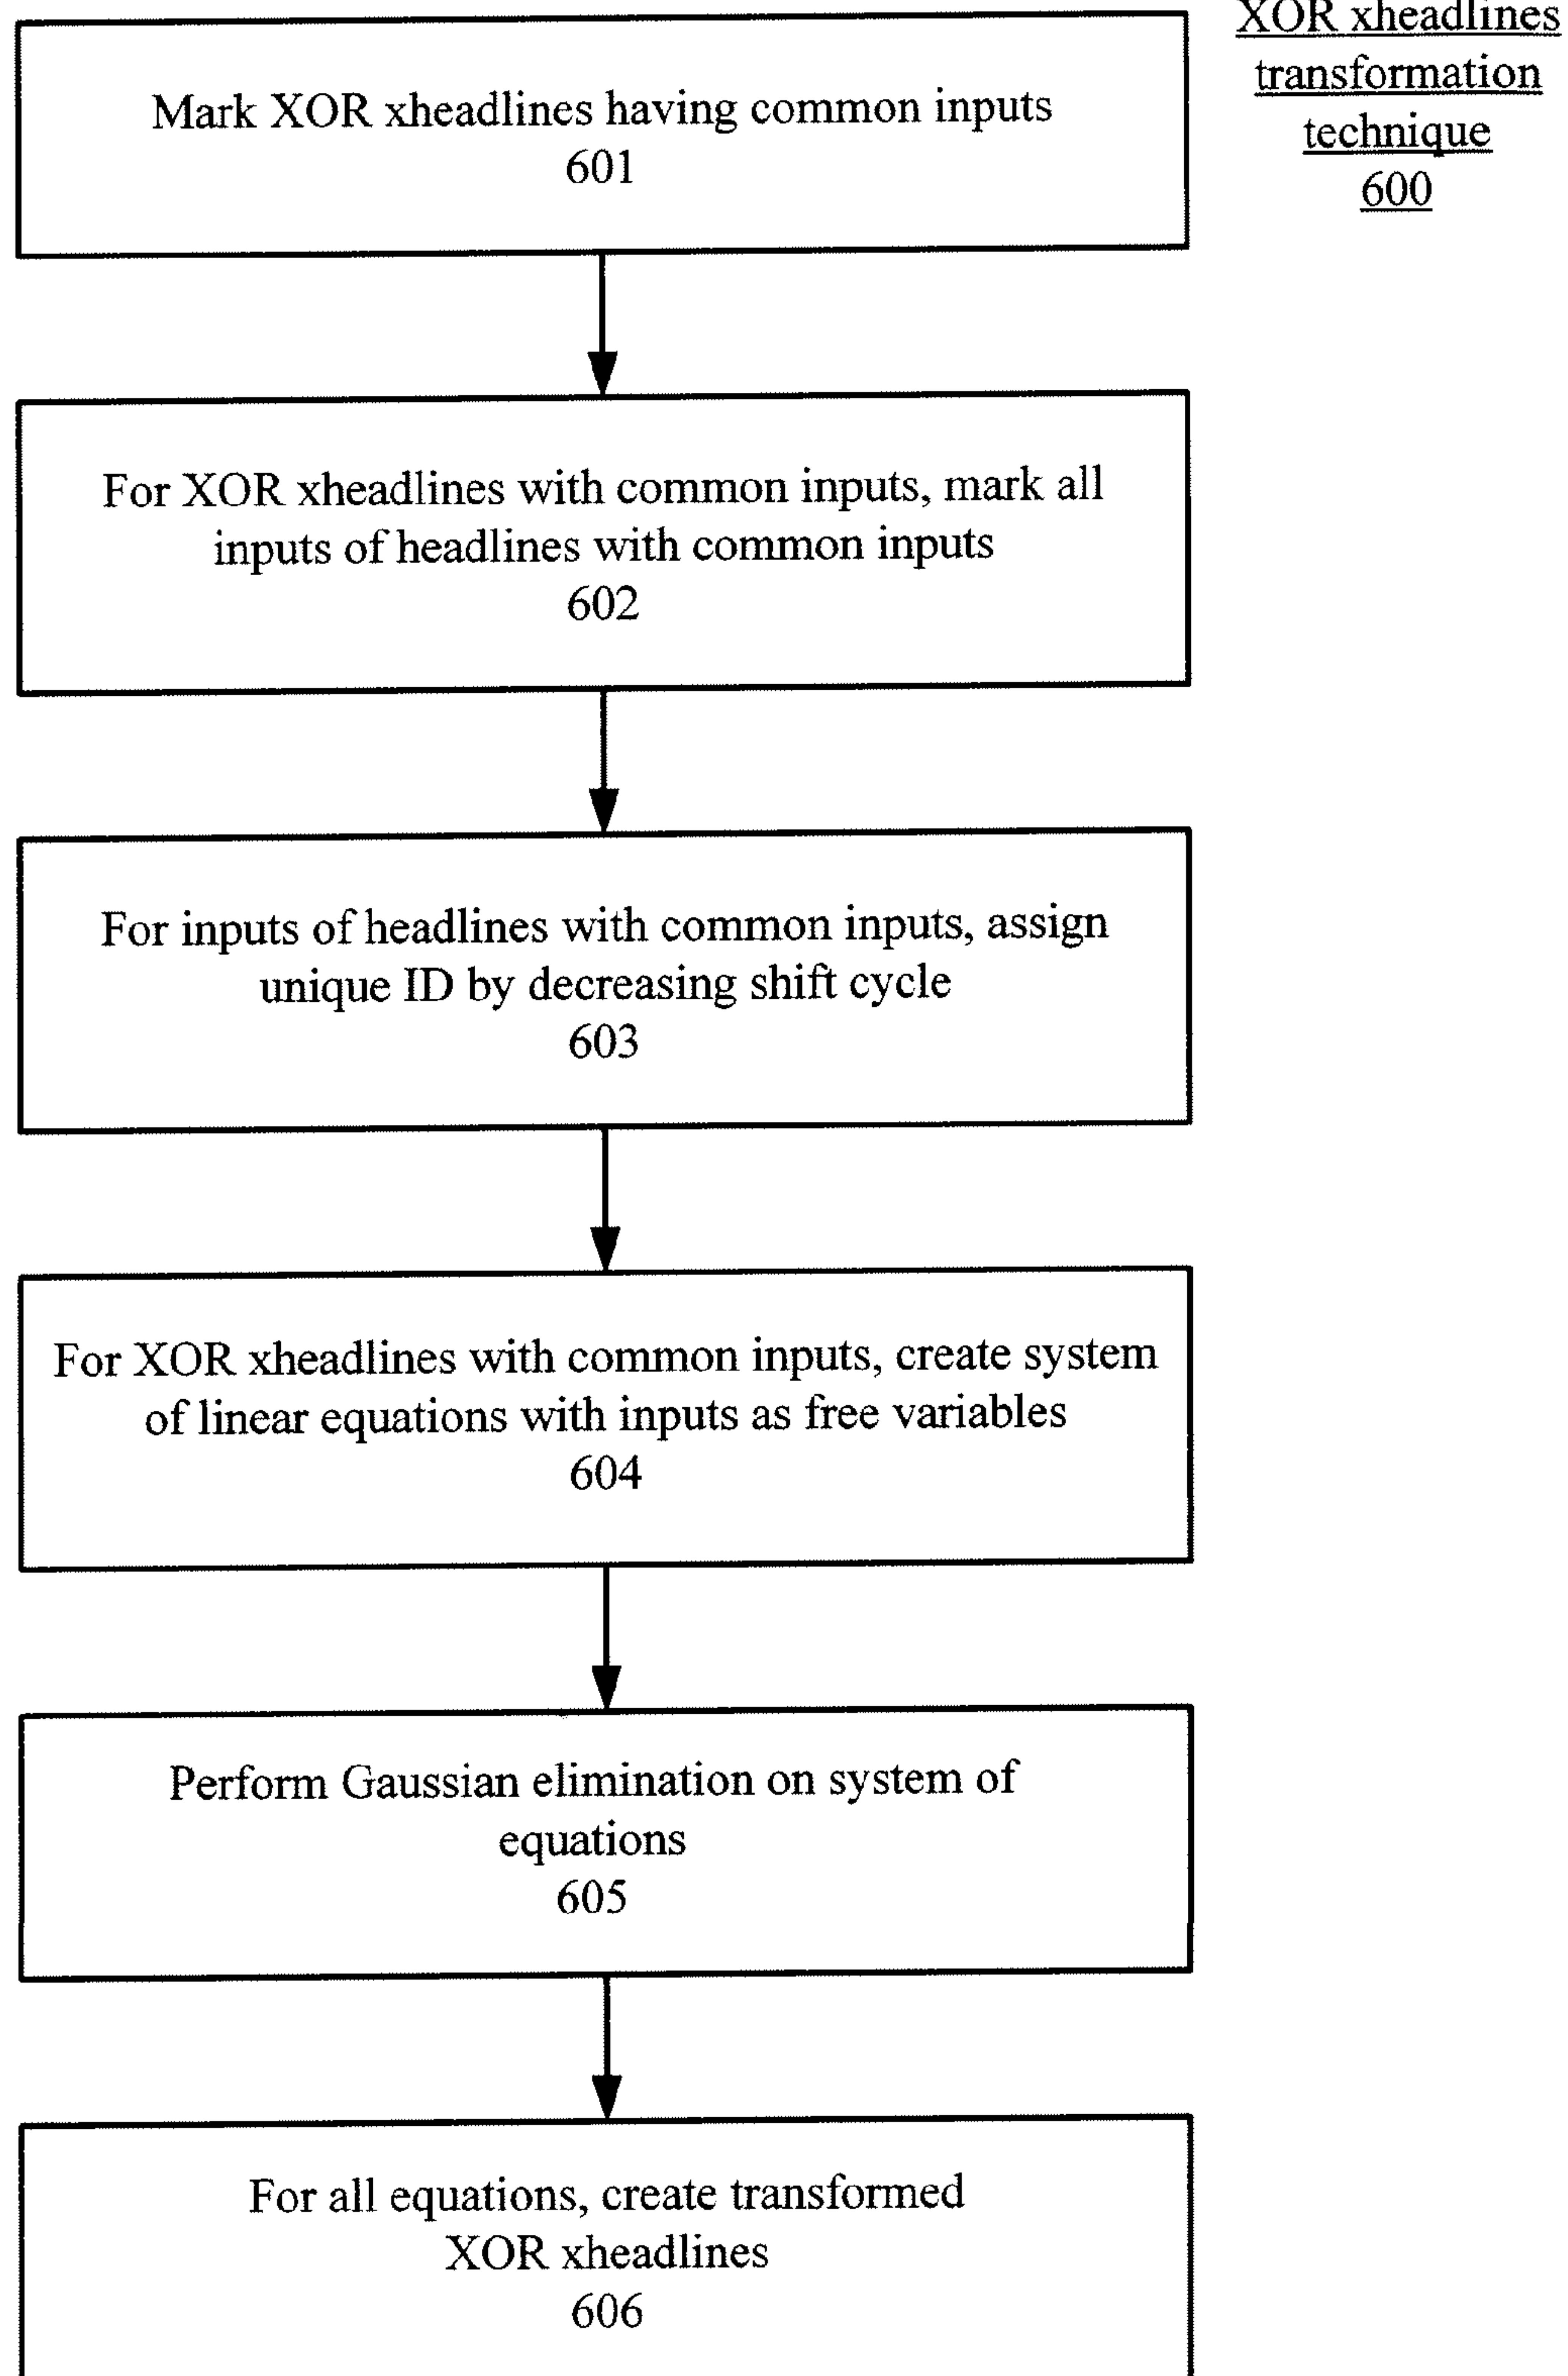 XOR xheadlines
transformation
technique
600
Mark XOR xheadlines having common inputs
601
For XOR xheadlines with common inputs, mark all
inputs of headlines with common inputs
602
For inputs of headlines with common inputs, assign
unique ID by decreasing shift cycle
603
For XOR xheadlines with common inputs, create system
of linear equations with inputs as free variables
604
Perform Gaussian elimination on system of
equations
605
For all equations, create transformed
XOR xheadlines
606